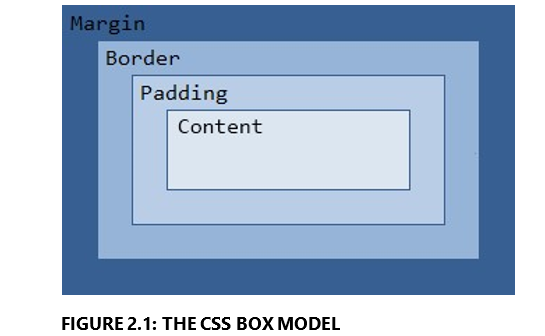 Margin
Border
Padding
Content
FIGURE 2.1: THE CSS BOX MODEL